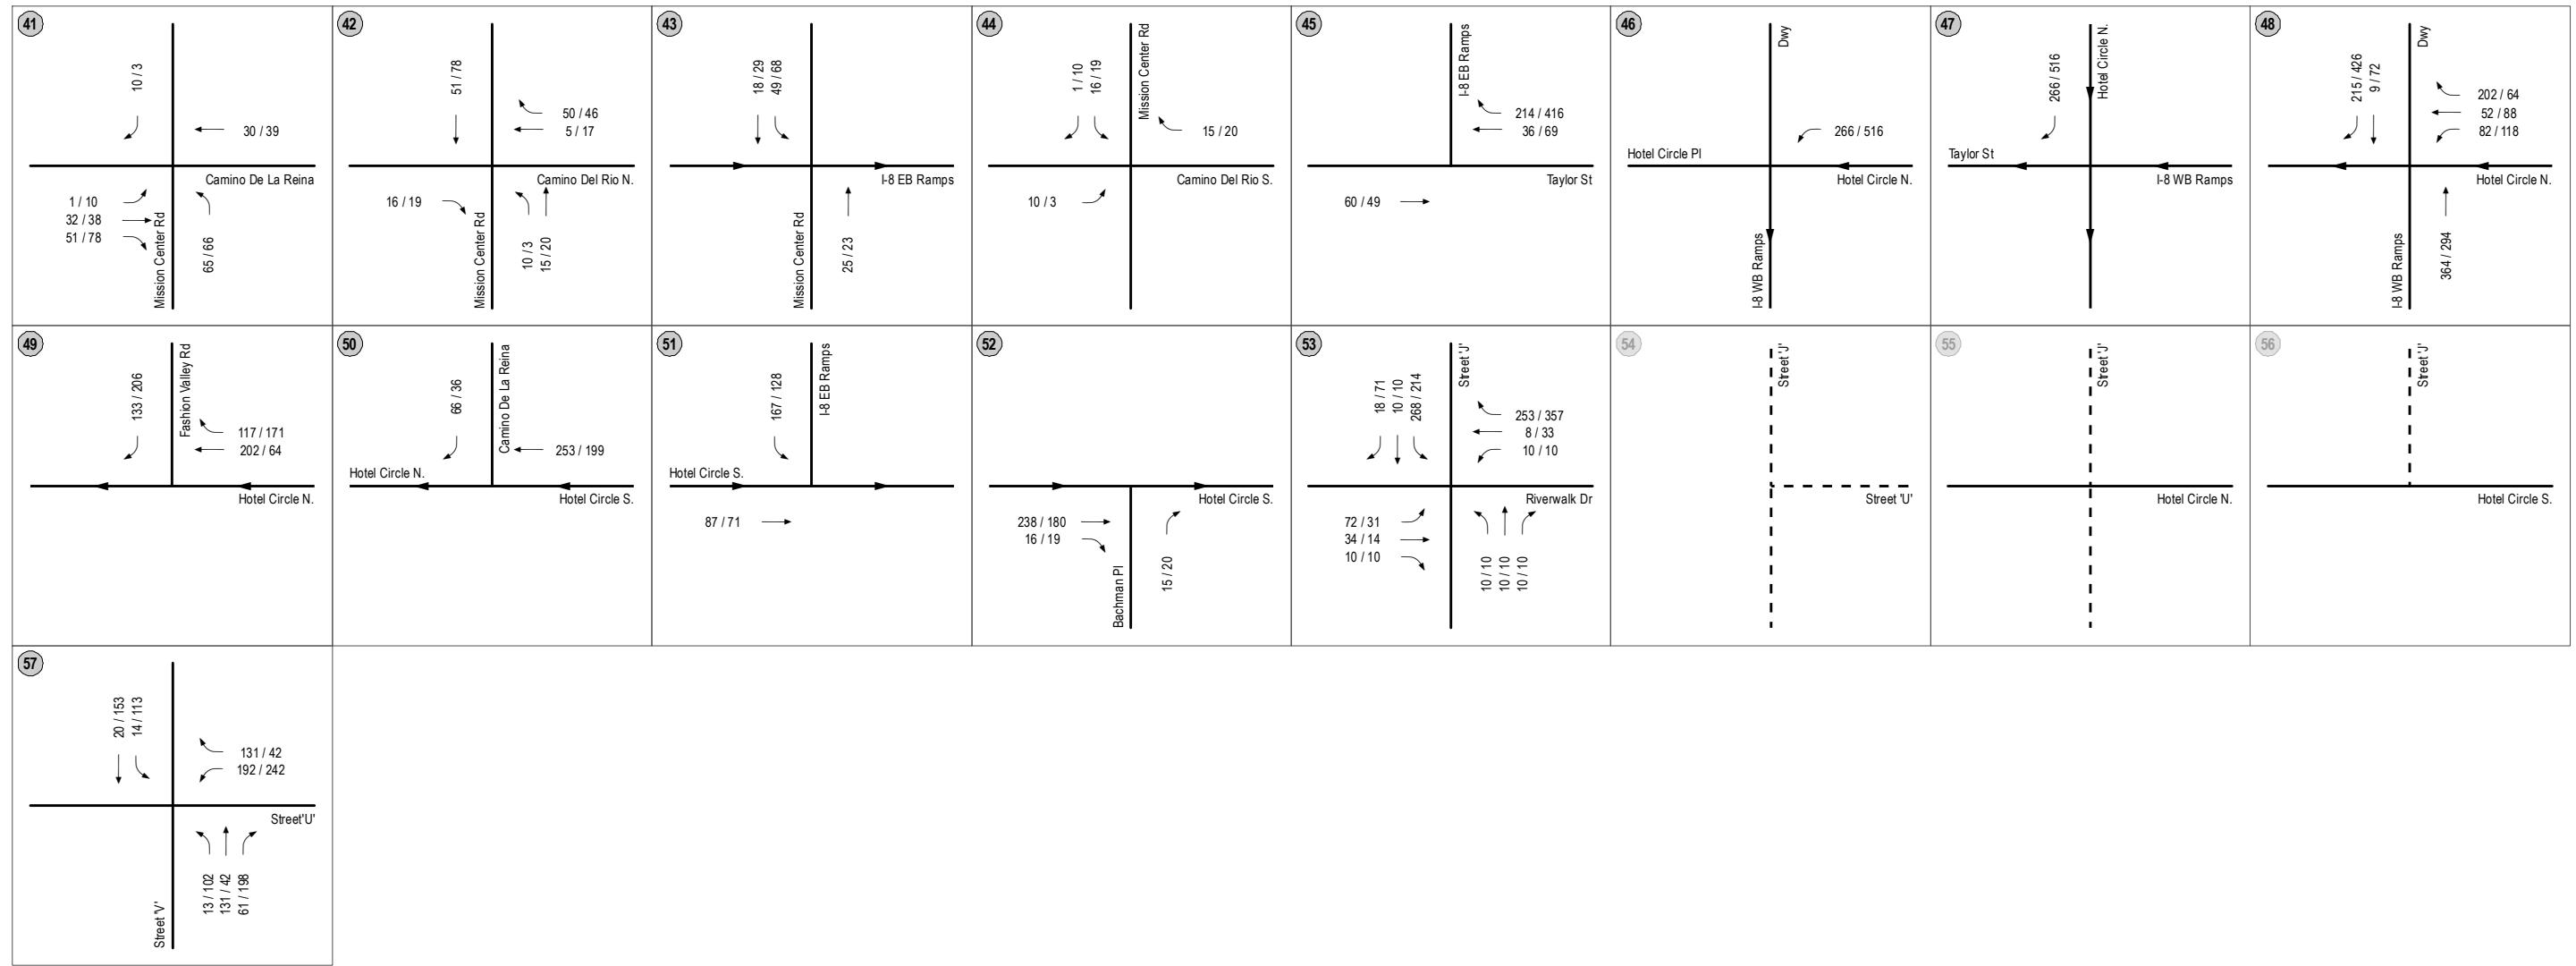 41
10 / 3
30 / 39
Camino De La Reina
1 / 10
32 / 38
51 / 78
Mission Center Rd
65 / 66
42
51 / 78
50 / 46
5 / 17
Camino Del Rio N.
16 / 19
Mission Center Rd
10 / 3
15 / 20
43
18 / 29
49 / 68
I-8 EB Ramps
Mission Center Rd
25 / 23
44
1 / 10
16 / 19
Mission Center Rd
15 / 20
Camino Del Rio S.
10 / 3
45
I-8 EB Ramps
214 / 416
36 / 69
Taylor St
60 / 49
46
Dwy
266 / 516
Hotel Circle Pl
Hotel Circle N.
I-8 WB Ramps
47
266 / 516
Hotel Circle N.
Taylor St
I-8 WB Ramps
48
215 / 426
9 / 72
Dwy
202 / 64
52 / 88
82 / 118
Hotel Circle N.
I-8 WB Ramps
364 / 294
49
133 / 206
Fashion Valley Rd
117 / 171
202 / 64
Hotel Circle N.
50
66 / 36
Camino De La Reina
253 / 199
Hotel Circle N.
Hotel Circle S.
51
167 / 128
I-8 EB Ramps
Hotel Circle S.
87 / 71
52
Hotel Circle S.
238 / 180
16 / 19
Bachman Pl
15 / 20
53
18 / 71
10 / 10
268 / 214
Street 'J'
253 / 357
8 / 33
10 / 10
Riverwalk Dr
72 / 31
34 / 14
10 / 10
10 / 10
10 / 10
10 / 10
54
Street 'J'
Street 'U'
55
Street 'J'
Hotel Circle N.
56
Street 'J'
Hotel Circle S.
57
20 / 153
14 / 113
131 / 42
192 / 242
Street'U'
Street 'V'
13 / 102
131 / 42
61 / 198